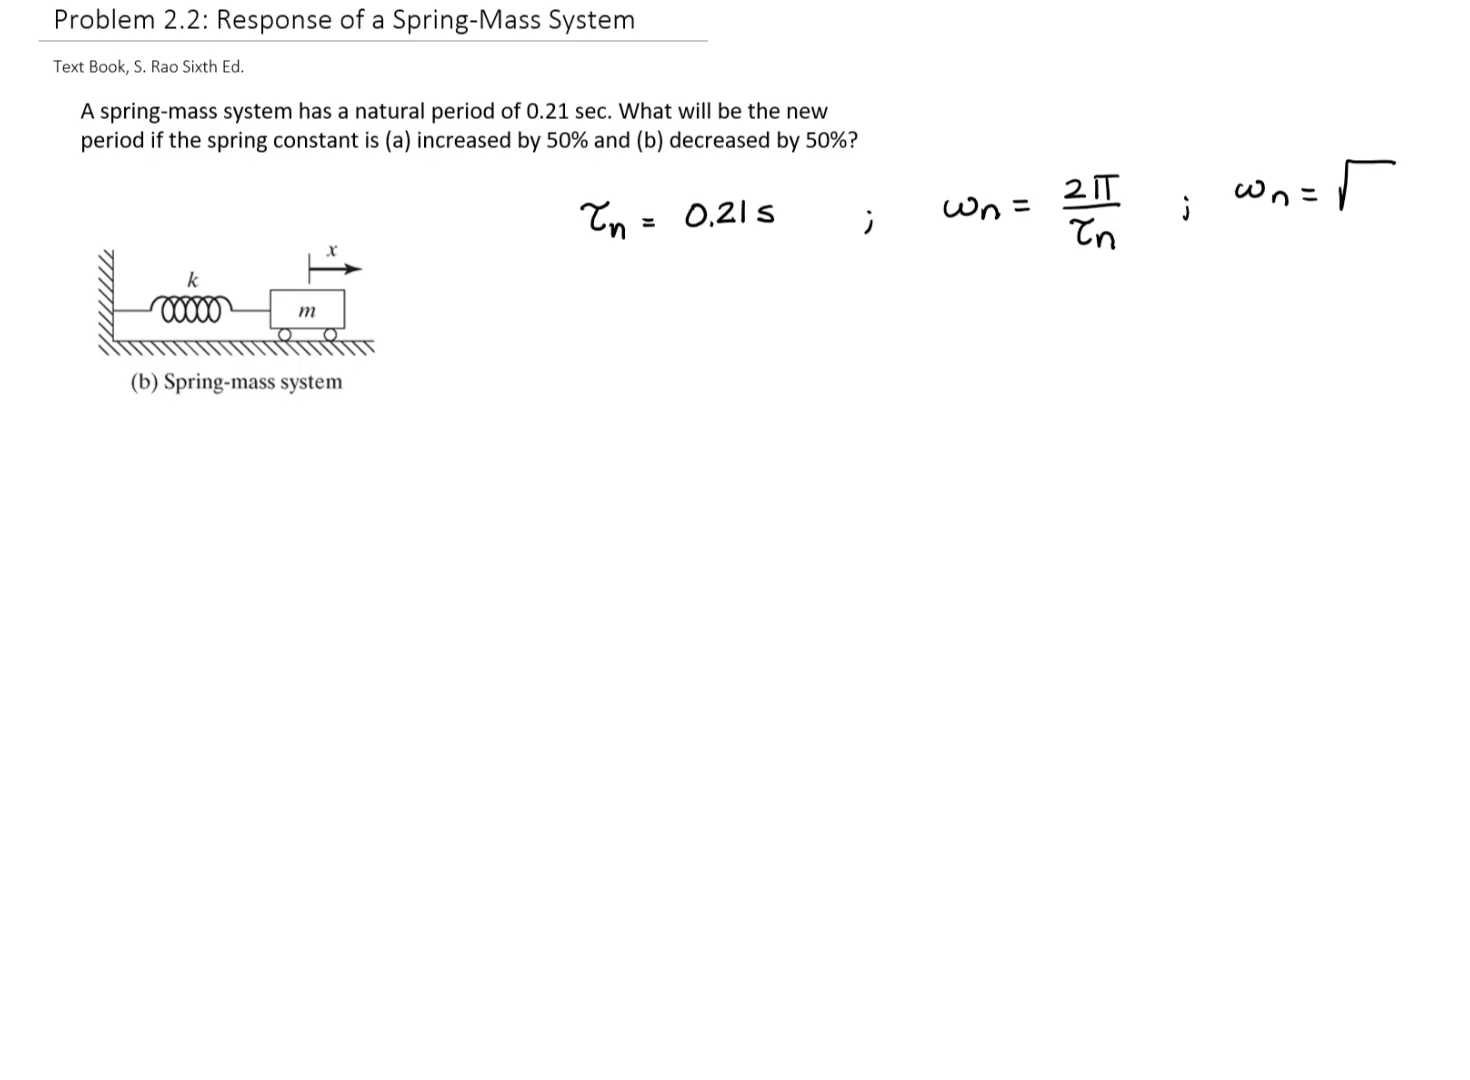 Problem 2.2: Response of a Spring-Mass System
Text Book, S. Rao Sixth Ed.
A spring-mass system has a natural period of 0.21 sec. What will be the new
period if the spring constant is (a) increased by 50% and (b) decreased by 50%?
τn = 0.21 s ; ωn = 2π/τn ; ωn = √
x
k
m
(b) Spring-mass system